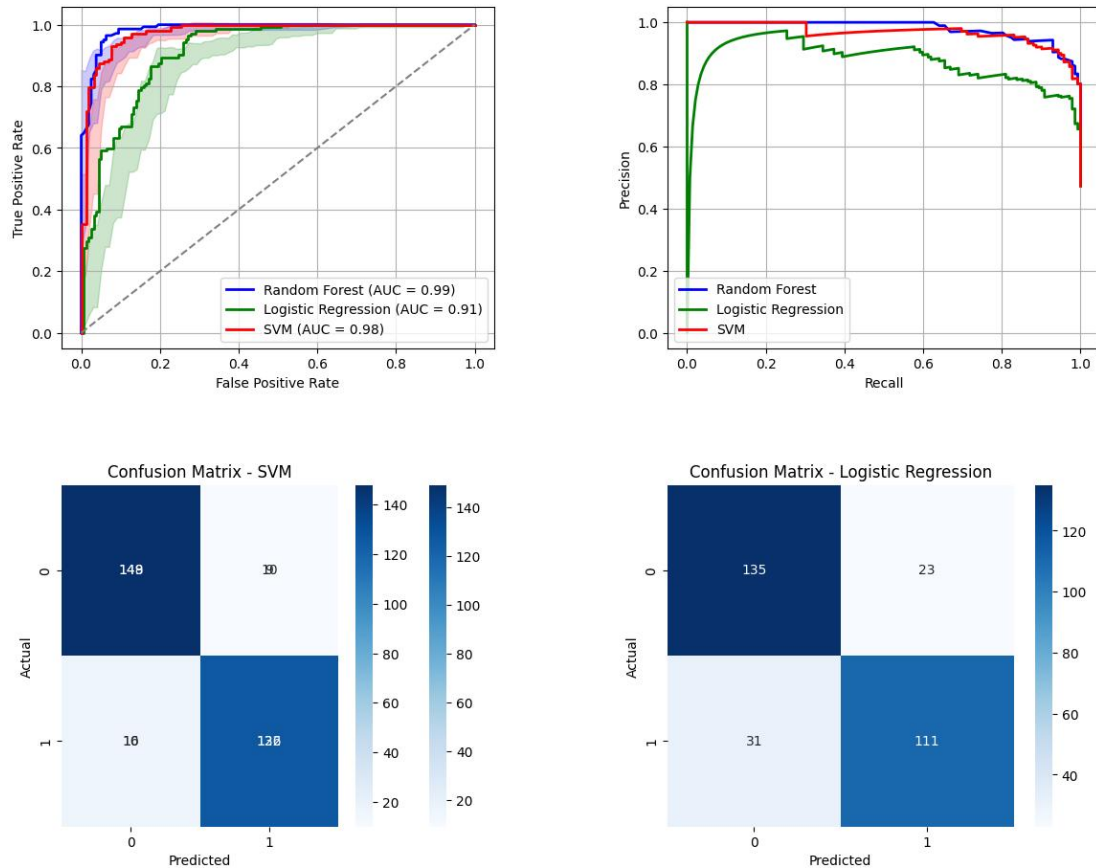 1.0
0.8
0.6
0.4
0.2
0.0
True Positive Rate
Random Forest (AUC = 0.99)
Logistic Regression (AUC = 0.91)
SVM (AUC = 0.98)
0.0 0.2 0.4 0.6 0.8 1.0
False Positive Rate
1.0
0.8
0.6
0.4
0.2
0.0
Precision
Random Forest
Logistic Regression
SVM
0.0 0.2 0.4 0.6 0.8 1.0
Recall
Confusion Matrix - SVM
Actual
0
1
0 1
Predicted
140
120
100
80
60
40
20
140
120
100
80
60
40
20
Confusion Matrix - Logistic Regression
Actual
0
135 23
1
31 111
0 1
Predicted
120
100
80
60
40